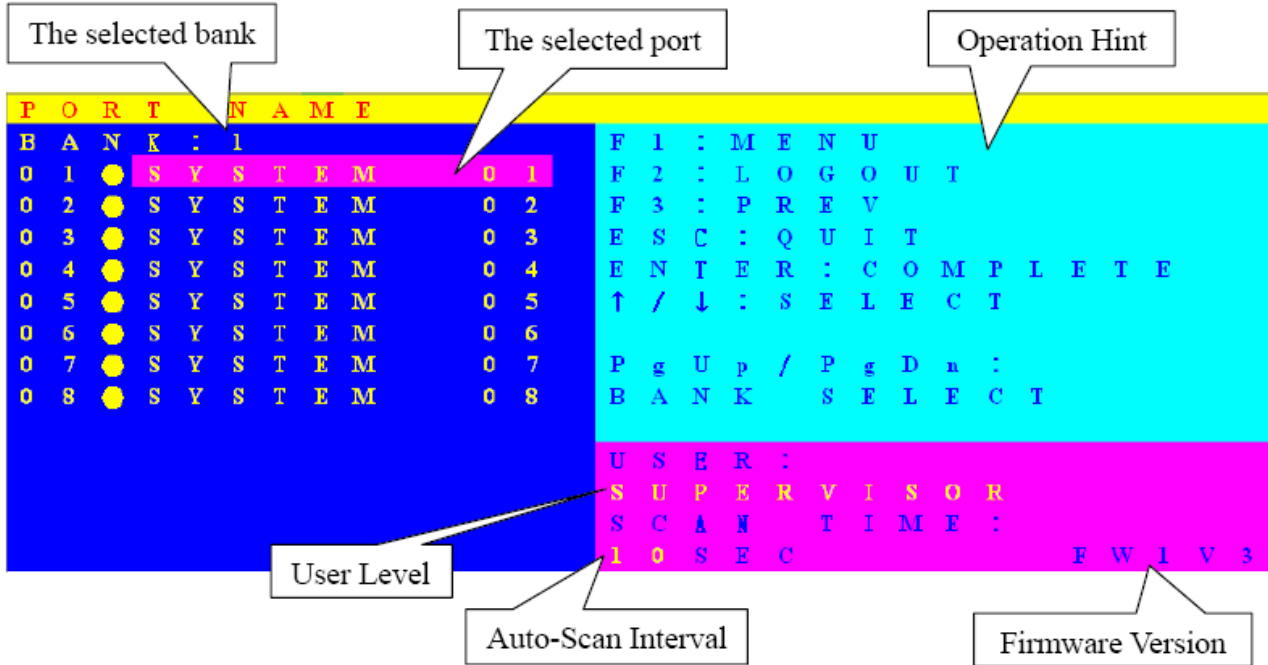 The selected bank
The selected port
Operation Hint
PORT NAME
BANK:1
01 SYSTEM 01
02 SYSTEM 02
03 SYSTEM 03
04 SYSTEM 04
05 SYSTEM 05
06 SYSTEM 06
07 SYSTEM 07
08 SYSTEM 08
F1:MENU
F2:LOGOUT
F3:PREV
ESC:QUIT
ENTER:COMPLETE
↑/↓:SELECT
PgUp/PgDn:
BANK SELECT
USER:
SUPERVISOR
SCAN TIME:
10SEC FW1V3
User Level
Auto-Scan Interval
Firmware Version